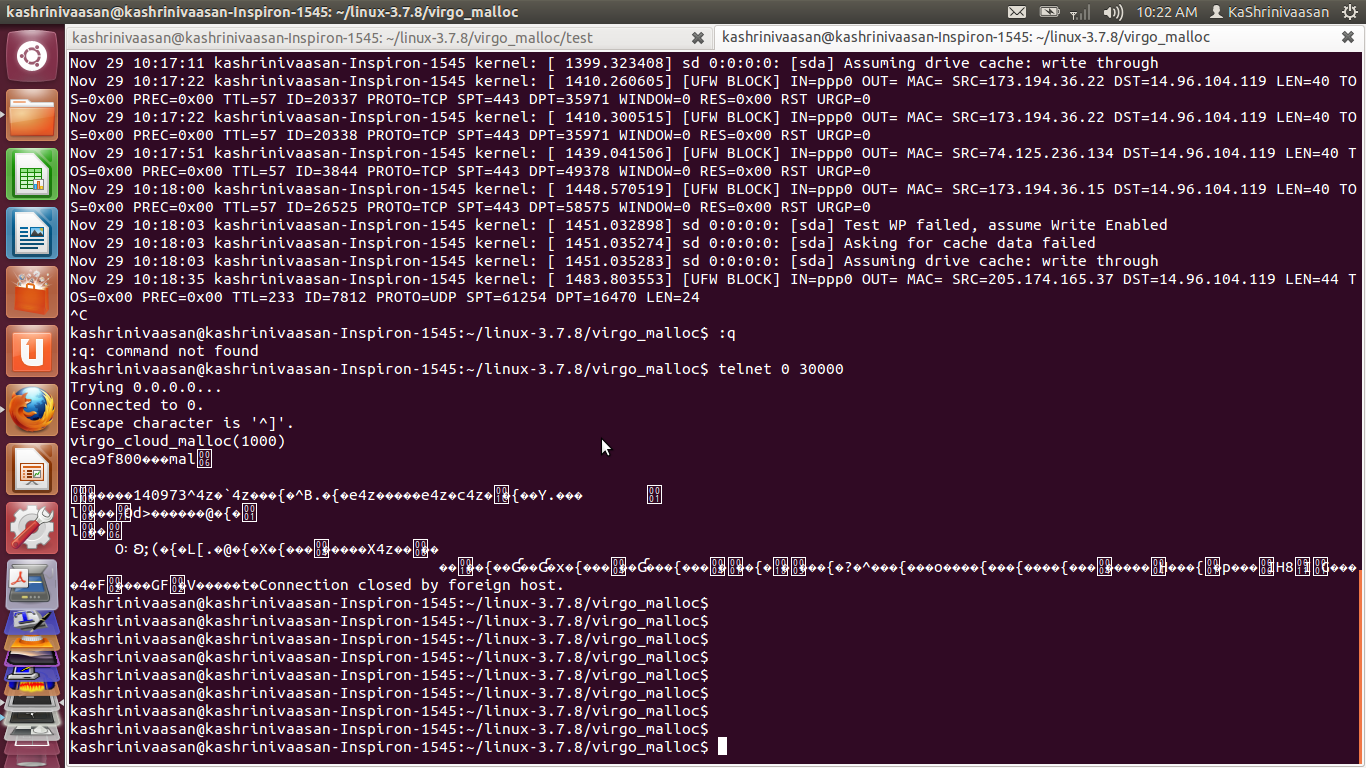 kashrinivaasan@kashrinivaasan-Inspiron-1545: ~/linux-3.7.8/virgo_malloc
10:22 AM KaShrinivaasan
kashrinivaasan@kashrinivaasan-Inspiron-1545: ~/linux-3.7.8/virgo_malloc/test
kashrinivaasan@kashrinivaasan-Inspiron-1545: ~/linux-3.7.8/virgo_malloc
Nov 29 10:17:11 kashrinivaasan-Inspiron-1545 kernel: [ 1399.323408] sd 0:0:0:0: [sda] Assuming drive cache: write through
Nov 29 10:17:22 kashrinivaasan-Inspiron-1545 kernel: [ 1410.260605] [UFW BLOCK] IN=ppp0 OUT= MAC= SRC=173.194.36.22 DST=14.96.104.119 LEN=40 TO
S=0x00 PREC=0x00 TTL=57 ID=20337 PROTO=TCP SPT=443 DPT=35971 WINDOW=0 RES=0x00 RST URGP=0
Nov 29 10:17:22 kashrinivaasan-Inspiron-1545 kernel: [ 1410.300515] [UFW BLOCK] IN=ppp0 OUT= MAC= SRC=173.194.36.22 DST=14.96.104.119 LEN=40 TO
S=0x00 PREC=0x00 TTL=57 ID=20338 PROTO=TCP SPT=443 DPT=35971 WINDOW=0 RES=0x00 RST URGP=0
Nov 29 10:17:51 kashrinivaasan-Inspiron-1545 kernel: [ 1439.041506] [UFW BLOCK] IN=ppp0 OUT= MAC= SRC=74.125.236.134 DST=14.96.104.119 LEN=40 T
OS=0x00 PREC=0x00 TTL=57 ID=3844 PROTO=TCP SPT=443 DPT=49378 WINDOW=0 RES=0x00 RST URGP=0
Nov 29 10:18:00 kashrinivaasan-Inspiron-1545 kernel: [ 1448.570519] [UFW BLOCK] IN=ppp0 OUT= MAC= SRC=173.194.36.15 DST=14.96.104.119 LEN=40 TO
S=0x00 PREC=0x00 TTL=57 ID=26525 PROTO=TCP SPT=443 DPT=58575 WINDOW=0 RES=0x00 RST URGP=0
Nov 29 10:18:03 kashrinivaasan-Inspiron-1545 kernel: [ 1451.032898] sd 0:0:0:0: [sda] Test WP failed, assume Write Enabled
Nov 29 10:18:03 kashrinivaasan-Inspiron-1545 kernel: [ 1451.035274] sd 0:0:0:0: [sda] Asking for cache data failed
Nov 29 10:18:03 kashrinivaasan-Inspiron-1545 kernel: [ 1451.035283] sd 0:0:0:0: [sda] Assuming drive cache: write through
Nov 29 10:18:35 kashrinivaasan-Inspiron-1545 kernel: [ 1483.803553] [UFW BLOCK] IN=ppp0 OUT= MAC= SRC=205.174.165.37 DST=14.96.104.119 LEN=44 T
OS=0x00 PREC=0x00 TTL=233 ID=7812 PROTO=UDP SPT=61254 DPT=16470 LEN=24
^C
kashrinivaasan@kashrinivaasan-Inspiron-1545:~/linux-3.7.8/virgo_malloc$ :q
:q: command not found
kashrinivaasan@kashrinivaasan-Inspiron-1545:~/linux-3.7.8/virgo_malloc$ telnet 0 30000
Trying 0.0.0.0...
Connected to 0.
Escape character is '^]'.
virgo_cloud_malloc(1000)
eca9f800���mal
�����140973^4z�`4z���{�^B.�{�e4z�����e4z�c4z�
Connection closed by foreign host.
kashrinivaasan@kashrinivaasan-Inspiron-1545:~/linux-3.7.8/virgo_malloc$
kashrinivaasan@kashrinivaasan-Inspiron-1545:~/linux-3.7.8/virgo_malloc$
kashrinivaasan@kashrinivaasan-Inspiron-1545:~/linux-3.7.8/virgo_malloc$
kashrinivaasan@kashrinivaasan-Inspiron-1545:~/linux-3.7.8/virgo_malloc$
kashrinivaasan@kashrinivaasan-Inspiron-1545:~/linux-3.7.8/virgo_malloc$
kashrinivaasan@kashrinivaasan-Inspiron-1545:~/linux-3.7.8/virgo_malloc$
kashrinivaasan@kashrinivaasan-Inspiron-1545:~/linux-3.7.8/virgo_malloc$
kashrinivaasan@kashrinivaasan-Inspiron-1545:~/linux-3.7.8/virgo_malloc$
kashrinivaasan@kashrinivaasan-Inspiron-1545:~/linux-3.7.8/virgo_malloc$